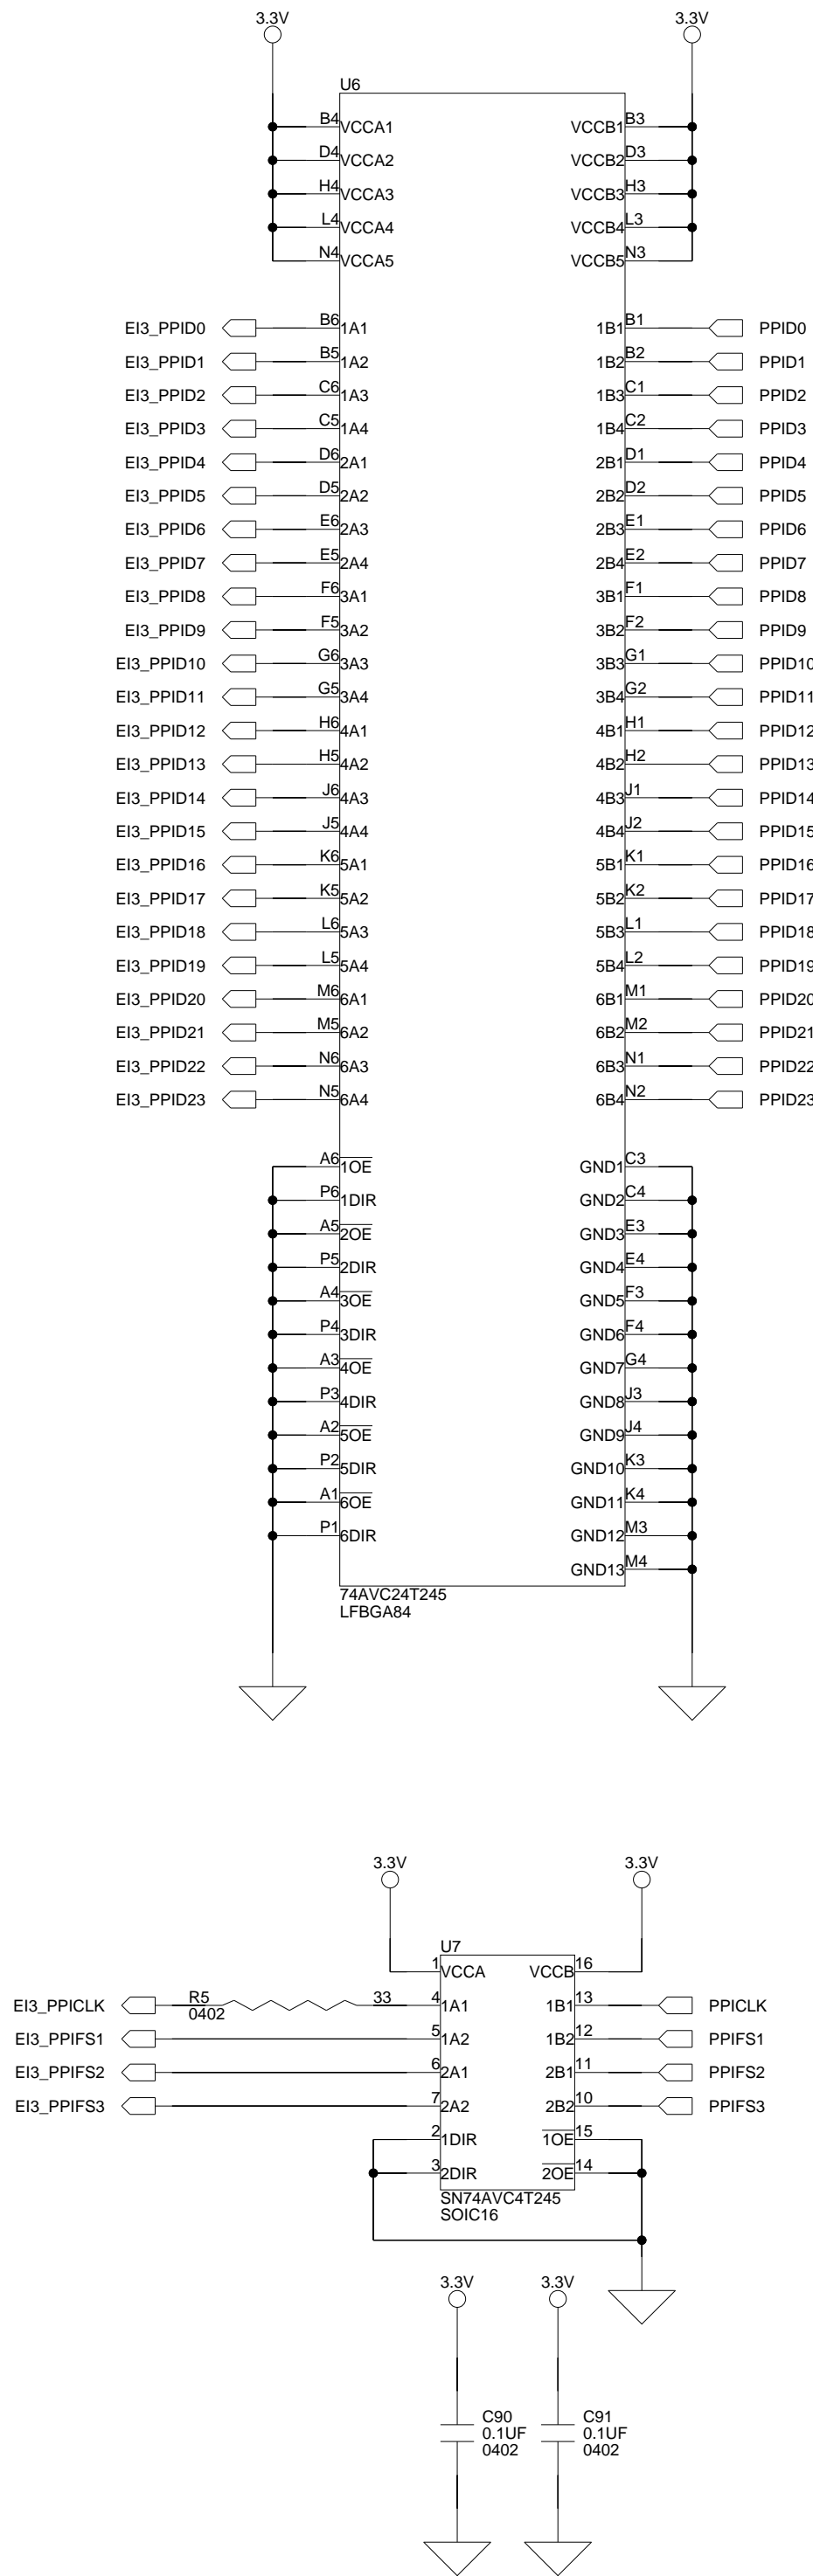 3.3V 3.3V
U6
B4 VCCA1 VCCB1 B3
D4 VCCA2 VCCB2 D3
H4 VCCA3 VCCB3 H3
L4 VCCA4 VCCB4 L3
N4 VCCA5 VCCB5 N3
EI3_PPID0 B6 1A1 1B1 B1 PPID0
EI3_PPID1 B5 1A2 1B2 B2 PPID1
EI3_PPID2 C6 1A3 1B3 C1 PPID2
EI3_PPID3 C5 1A4 1B4 C2 PPID3
EI3_PPID4 D6 2A1 2B1 D1 PPID4
EI3_PPID5 D5 2A2 2B2 D2 PPID5
EI3_PPID6 E6 2A3 2B3 E1 PPID6
EI3_PPID7 E5 2A4 2B4 E2 PPID7
EI3_PPID8 F6 3A1 3B1 F1 PPID8
EI3_PPID9 F5 3A2 3B2 F2 PPID9
EI3_PPID10 G6 3A3 3B3 G1 PPID10
EI3_PPID11 G5 3A4 3B4 G2 PPID11
EI3_PPID12 H6 4A1 4B1 H1 PPID12
EI3_PPID13 H5 4A2 4B2 H2 PPID13
EI3_PPID14 J6 4A3 4B3 J1 PPID14
EI3_PPID15 J5 4A4 4B4 J2 PPID15
EI3_PPID16 K6 5A1 5B1 K1 PPID16
EI3_PPID17 K5 5A2 5B2 K2 PPID17
EI3_PPID18 L6 5A3 5B3 L1 PPID18
EI3_PPID19 L5 5A4 5B4 L2 PPID19
EI3_PPID20 M6 6A1 6B1 M1 PPID20
EI3_PPID21 M5 6A2 6B2 M2 PPID21
EI3_PPID22 N6 6A3 6B3 N1 PPID22
EI3_PPID23 N5 6A4 6B4 N2 PPID23
A6 1OE GND1 C3
P6 1DIR GND2 C4
A5 2OE GND3 E3
P5 2DIR GND4 E4
A4 3OE GND5 F3
P4 3DIR GND6 F4
A3 4OE GND7 G4
P3 4DIR GND8 J3
A2 5OE GND9 J4
P2 5DIR GND10 K3
A1 6OE GND11 K4
P1 6DIR GND12 M3
GND13 M4
74AVC24T245
LFBGA84
3.3V 3.3V
U7
1 VCCA VCCB 16
EI3_PPICLK R5 33 4 1A1 1B1 13 PPICLK
0402
EI3_PPIFS1 5 1A2 1B2 12 PPIFS1
EI3_PPIFS2 6 2A1 2B1 11 PPIFS2
EI3_PPIFS3 7 2A2 2B2 10 PPIFS3
2 1DIR 1OE 15
3 2DIR 2OE 14
SN74AVC4T245
SOIC16
3.3V 3.3V
C90 C91
0.1UF 0.1UF
0402 0402